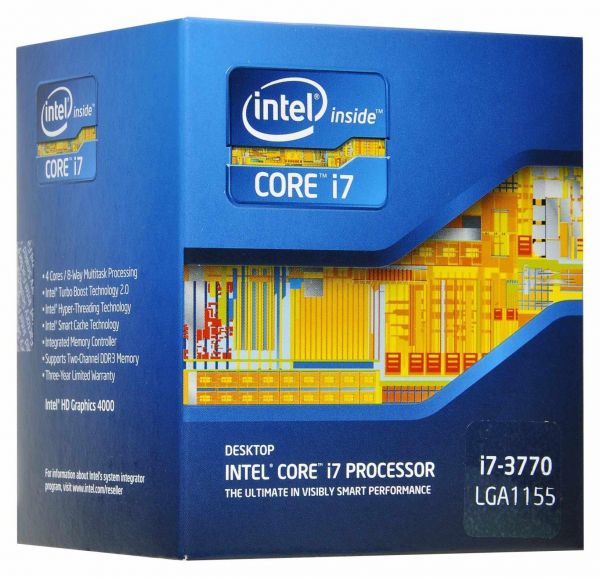 intel® inside™
CORE i7
• 4 Cores / 8-Way Multitask Processing
• Intel® Turbo Boost Technology 2.0
• Intel® Hyper-Threading Technology
• Intel® Smart Cache Technology
• Integrated Memory Controller
• Supports Two-Channel DDR3 Memory
• Three-Year Limited Warranty
Intel® HD Graphics 4000
For information about Intel's system integrator
program, visit www.intel.com/reseller
intel® inside™
CORE™ i7
DESKTOP
INTEL® CORE™ i7 PROCESSOR
THE ULTIMATE IN VISIBLY SMART PERFORMANCE
i7-3770
LGA1155